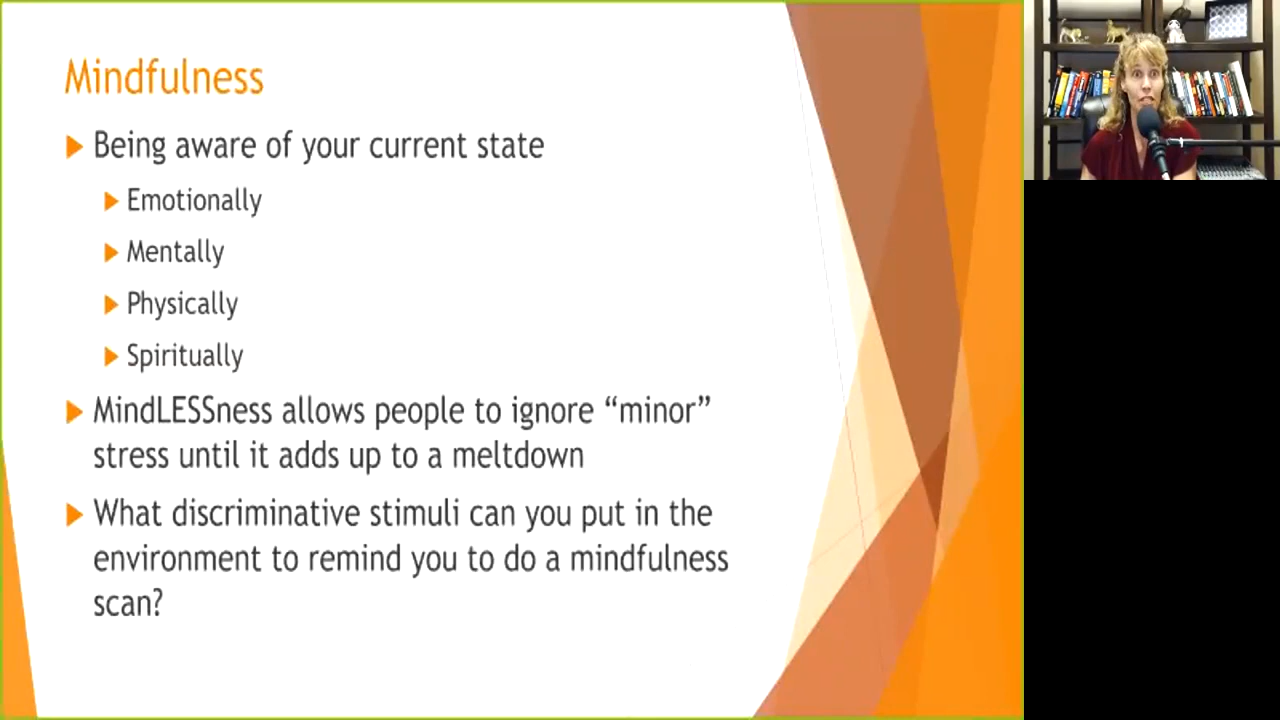 Mindfulness
Being aware of your current state
Emotionally
Mentally
Physically
Spiritually
MindLESSness allows people to ignore “minor”
stress until it adds up to a meltdown
What discriminative stimuli can you put in the
environment to remind you to do a mindfulness
scan?